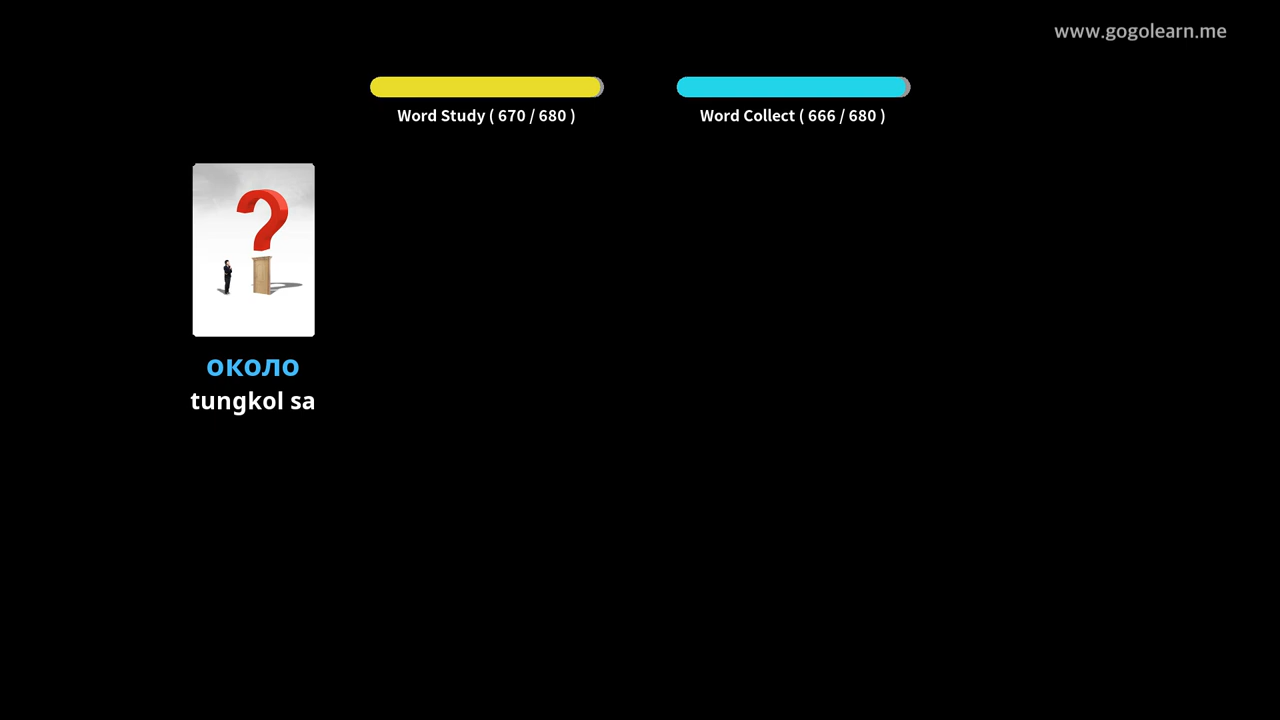 www.gogolearn.me
Word Study ( 670 / 680 )
Word Collect ( 666 / 680 )
около
tungkol sa